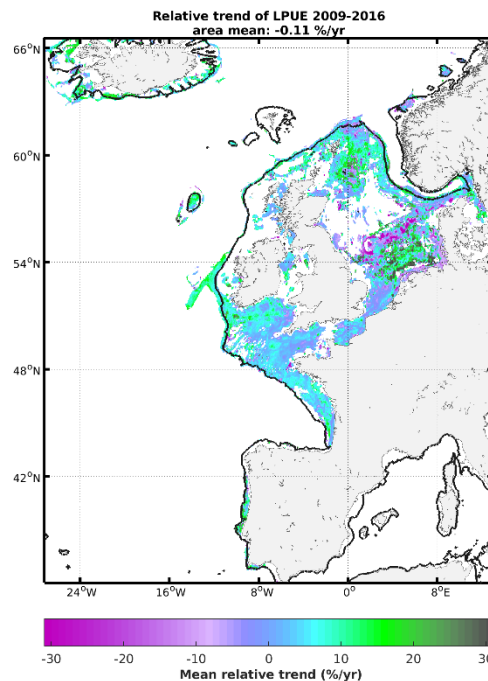 Relative trend of LPUE 2009-2016
area mean: -0.11 %/yr
66°N
60°N
54°N
48°N
42°N
24°W
16°W
8°W
0°
8°E
-30
-20
-10
0
10
20
30
Mean relative trend (%/yr)